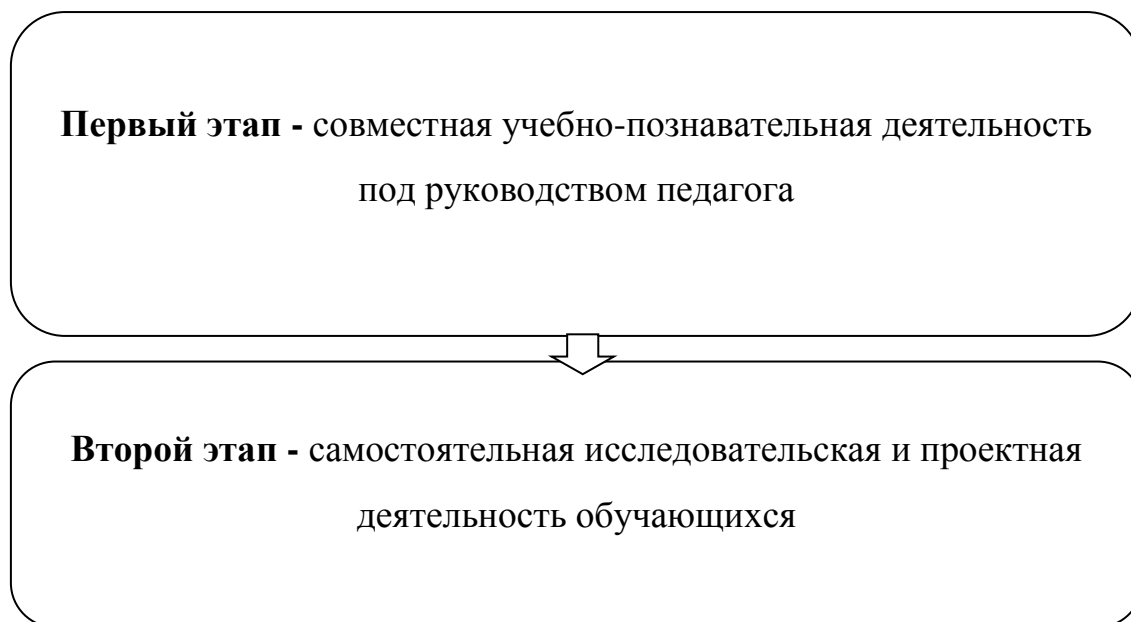 Первый этап - совместная учебно-познавательная деятельность
под руководством педагога
Второй этап - самостоятельная исследовательская и проектная
деятельность обучающихся